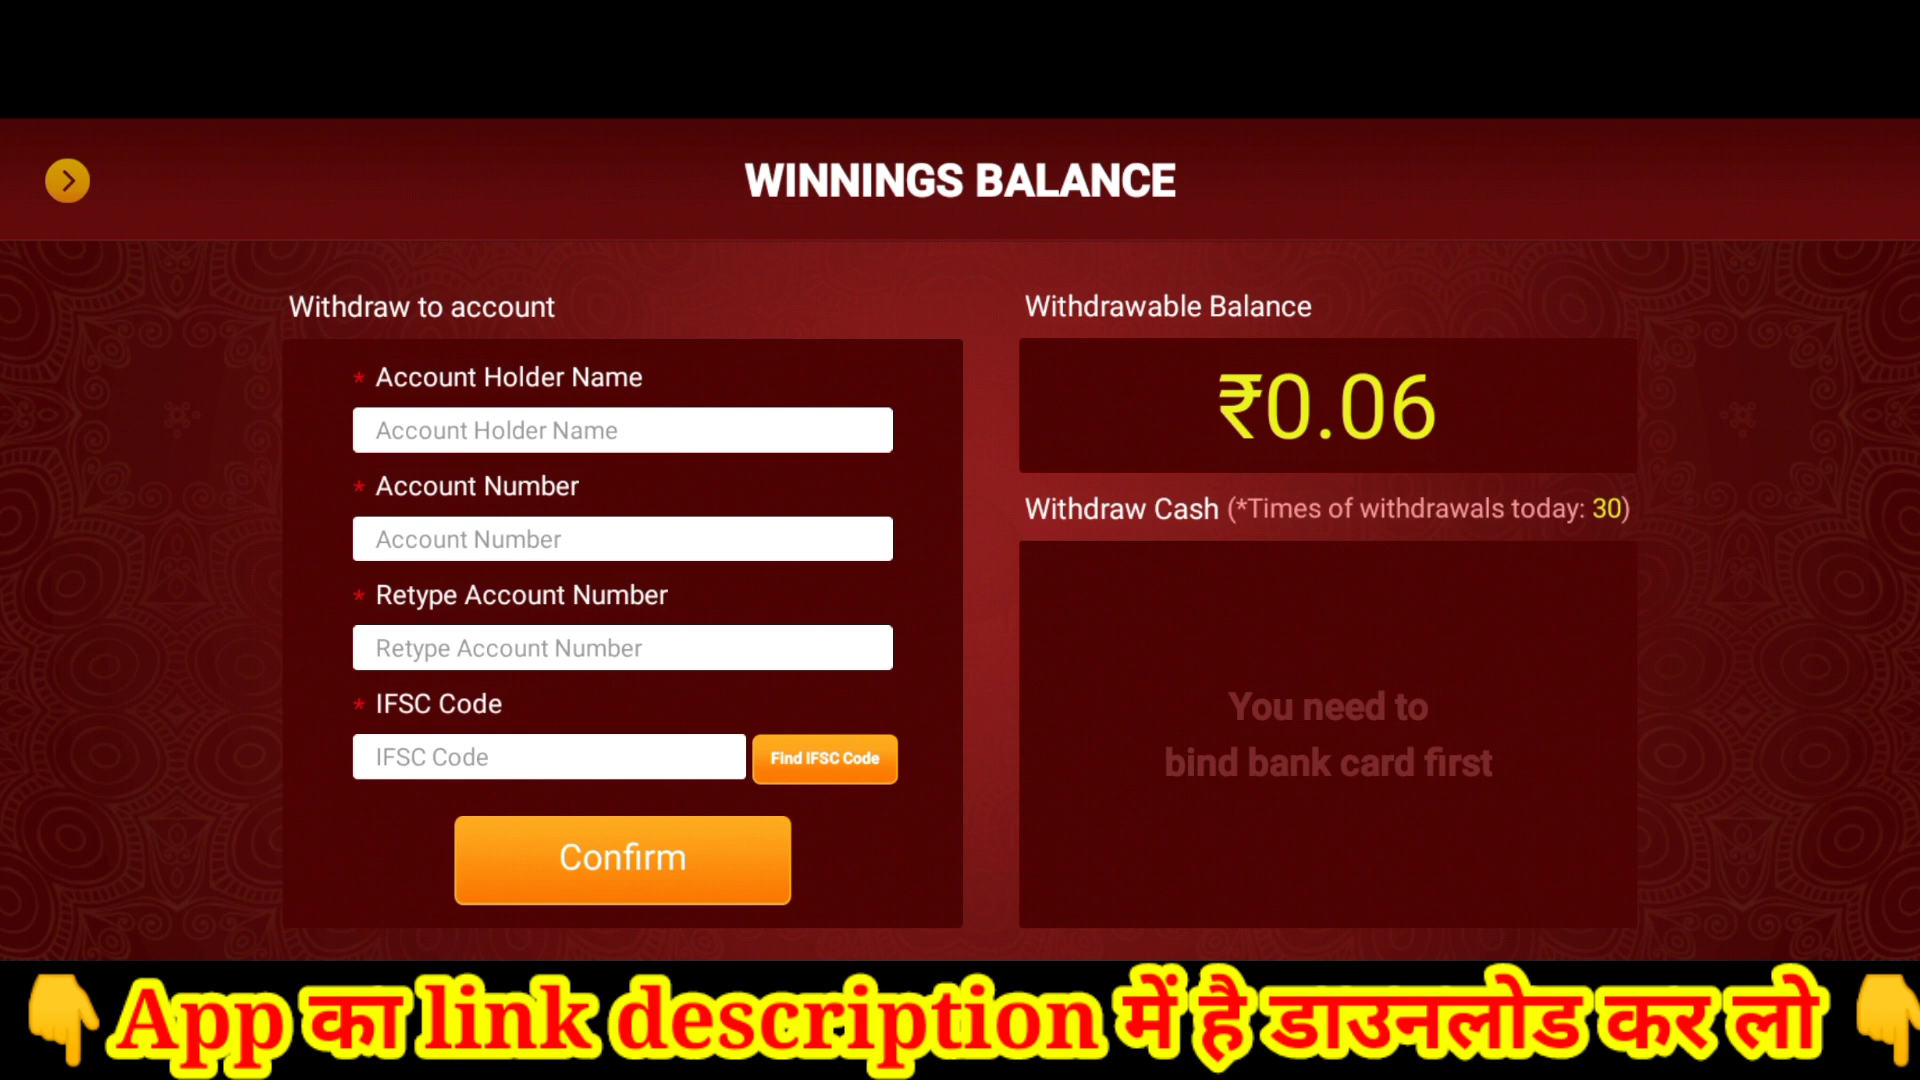 WINNINGS BALANCE
Withdraw to account
* Account Holder Name
Account Holder Name
* Account Number
Account Number
* Retype Account Number
Retype Account Number
* IFSC Code
IFSC Code
Find IFSC Code
Confirm
Withdrawable Balance
₹0.06
Withdraw Cash (*Times of withdrawals today: 30)
You need to
bind bank card first
👇App का link description में है डाउनलोड कर लो 👇